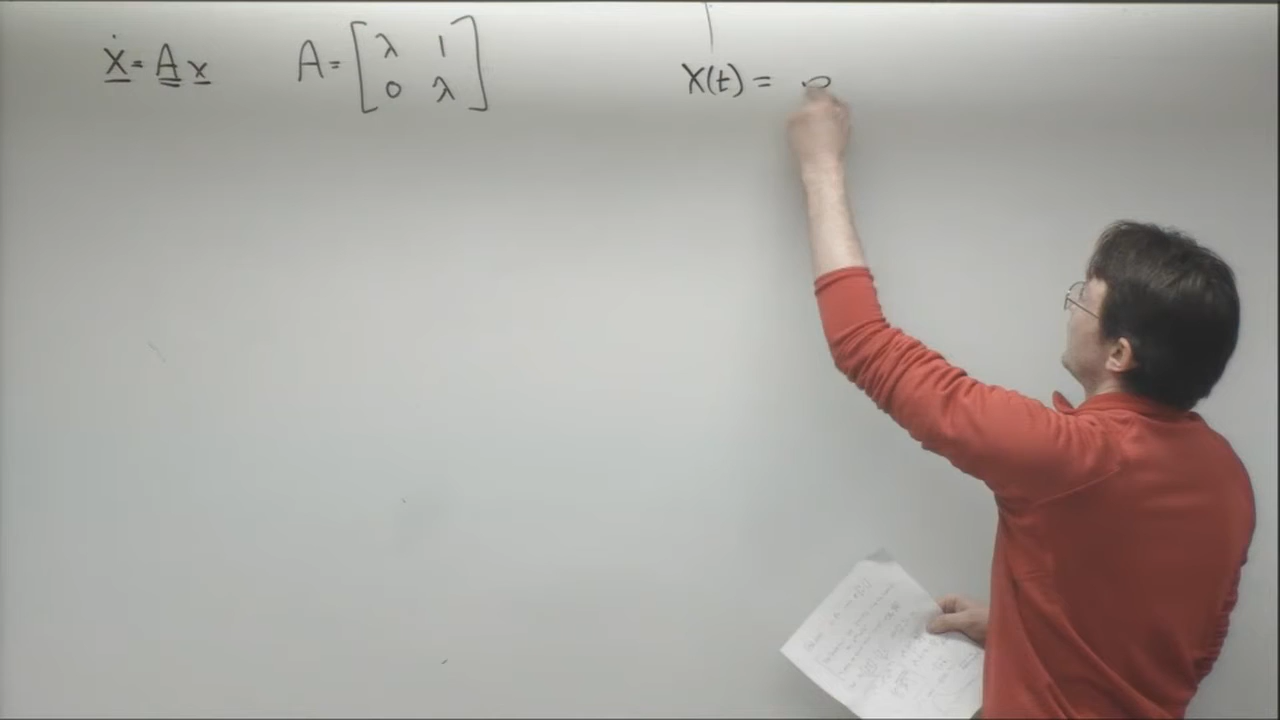 ẋ = A x
A = [λ 1
0 λ]
X(t) =